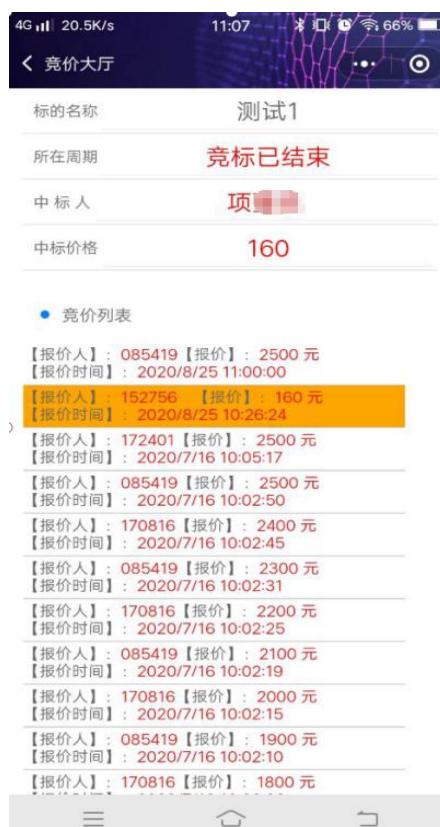 4G 20.5K/s 11:07 66%
竞价大厅
标的名称 测试1
所在周期 竞标已结束
中 标 人 项
中标价格 160
竞价列表
【报价人】: 085419【报价】: 2500 元
【报价时间】: 2020/8/25 11:00:00
【报价人】: 152756 【报价】: 160 元
【报价时间】: 2020/8/25 10:26:24
【报价人】: 172401【报价】: 2500 元
【报价时间】: 2020/7/16 10:05:17
【报价人】: 085419【报价】: 2500 元
【报价时间】: 2020/7/16 10:02:50
【报价人】: 170816【报价】: 2400 元
【报价时间】: 2020/7/16 10:02:45
【报价人】: 085419【报价】: 2300 元
【报价时间】: 2020/7/16 10:02:31
【报价人】: 170816【报价】: 2200 元
【报价时间】: 2020/7/16 10:02:25
【报价人】: 085419【报价】: 2100 元
【报价时间】: 2020/7/16 10:02:19
【报价人】: 170816【报价】: 2000 元
【报价时间】: 2020/7/16 10:02:15
【报价人】: 085419【报价】: 1900 元
【报价时间】: 2020/7/16 10:02:10
【报价人】: 170816【报价】: 1800 元